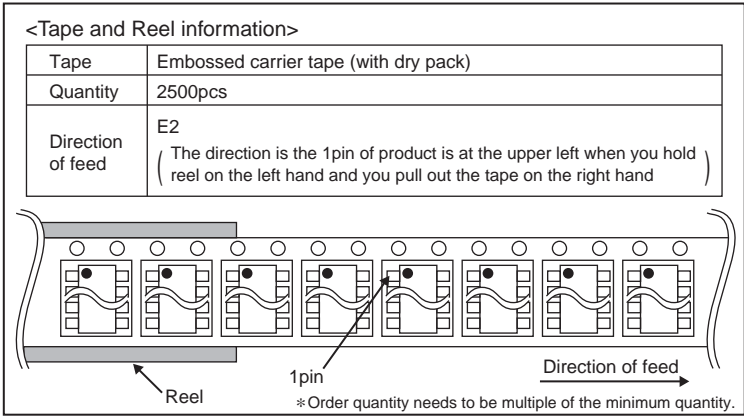 <Tape and Reel information>
Tape Embossed carrier tape (with dry pack)
Quantity 2500pcs
Direction of feed E2
( The direction is the 1pin of product is at the upper left when you hold
reel on the left hand and you pull out the tape on the right hand )
1pin
Direction of feed
Reel
*Order quantity needs to be multiple of the minimum quantity.